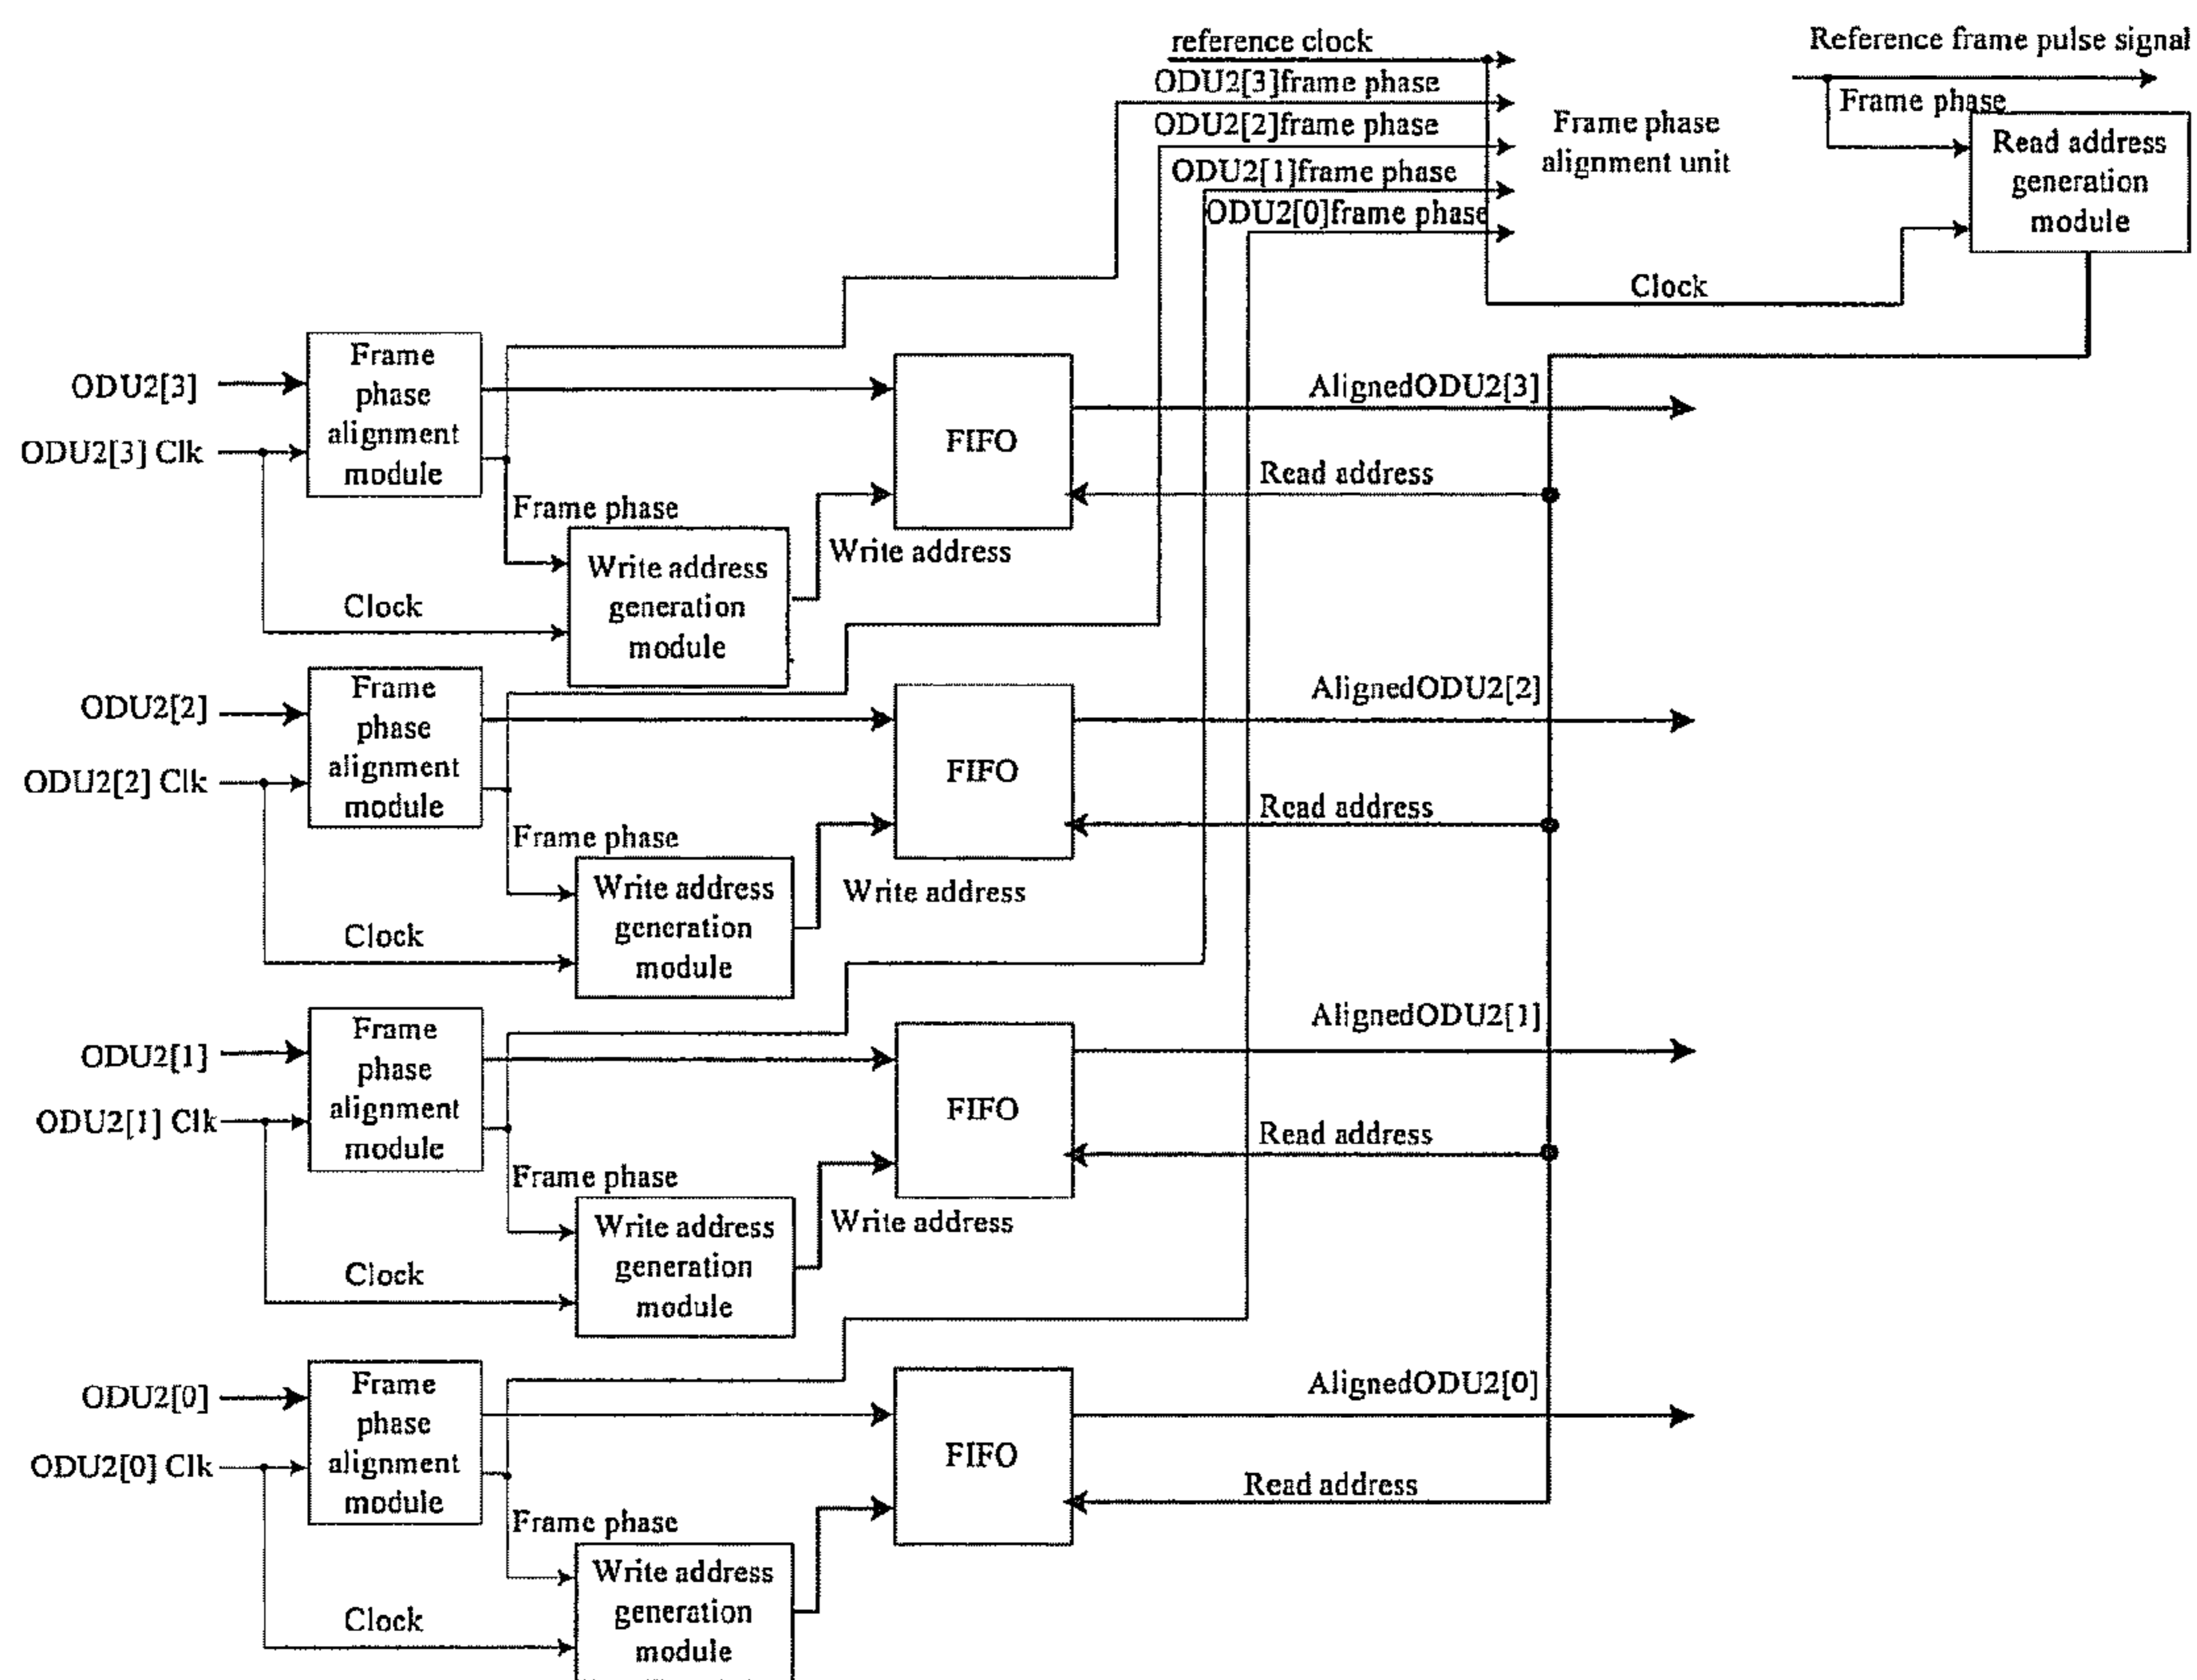 reference clock
Reference frame pulse signal
ODU2[3]frame phase
Frame phase
ODU2[2]frame phase
Frame phase
alignment unit
ODU2[1]frame phase
ODU2[0]frame phase
Read address
generation
module
Clock
ODU2[3]
ODU2[3] Clk
Frame
phase
alignment
module
FIFO
AlignedODU2[3]
Read address
Frame phase
Write address
Clock
Write address
generation
module
ODU2[2]
ODU2[2] Clk
Frame
phase
alignment
module
FIFO
AlignedODU2[2]
Read address
Frame phase
Write address
Clock
Write address
generation
module
ODU2[1]
ODU2[1] Clk
Frame
phase
alignment
module
FIFO
AlignedODU2[1]
Read address
Frame phase
Write address
Clock
Write address
generation
module
ODU2[0]
ODU2[0] Clk
Frame
phase
alignment
module
FIFO
AlignedODU2[0]
Read address
Frame phase
Clock
Write address
generation
module